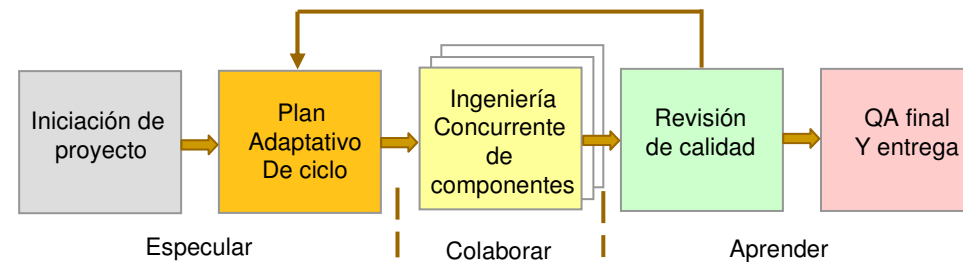 Iniciación de
proyecto
Plan
Adaptativo
De ciclo
Ingeniería
Concurrente
de
componentes
Revisión
de calidad
QA final
Y entrega
Especular
Colaborar
Aprender